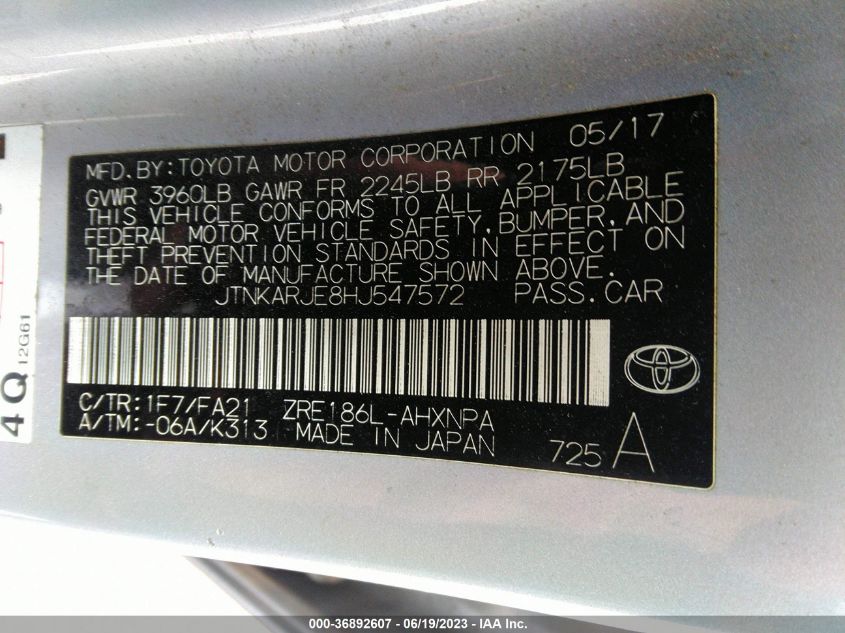 MFD.BY:TOYOTA MOTOR CORPORATION 05/17
GVWR 3960LB GAWR FR 2245LB RR 2175LB
THIS VEHICLE CONFORMS TO ALL APPLICABLE
FEDERAL MOTOR VEHICLE SAFETY,BUMPER,AND
THEFT PREVENTION STANDARDS IN EFFECT ON
THE DATE OF MANUFACTURE SHOWN ABOVE.
JTNKARJE8HJ547572 PASS.CAR
C/TR:1F7/FA21 ZRE186L-AHXNPA
A/TM:-06A/K313 MADE IN JAPAN
725 A
4Q 12G61
000-36892607 - 06/19/2023 - IAA Inc.